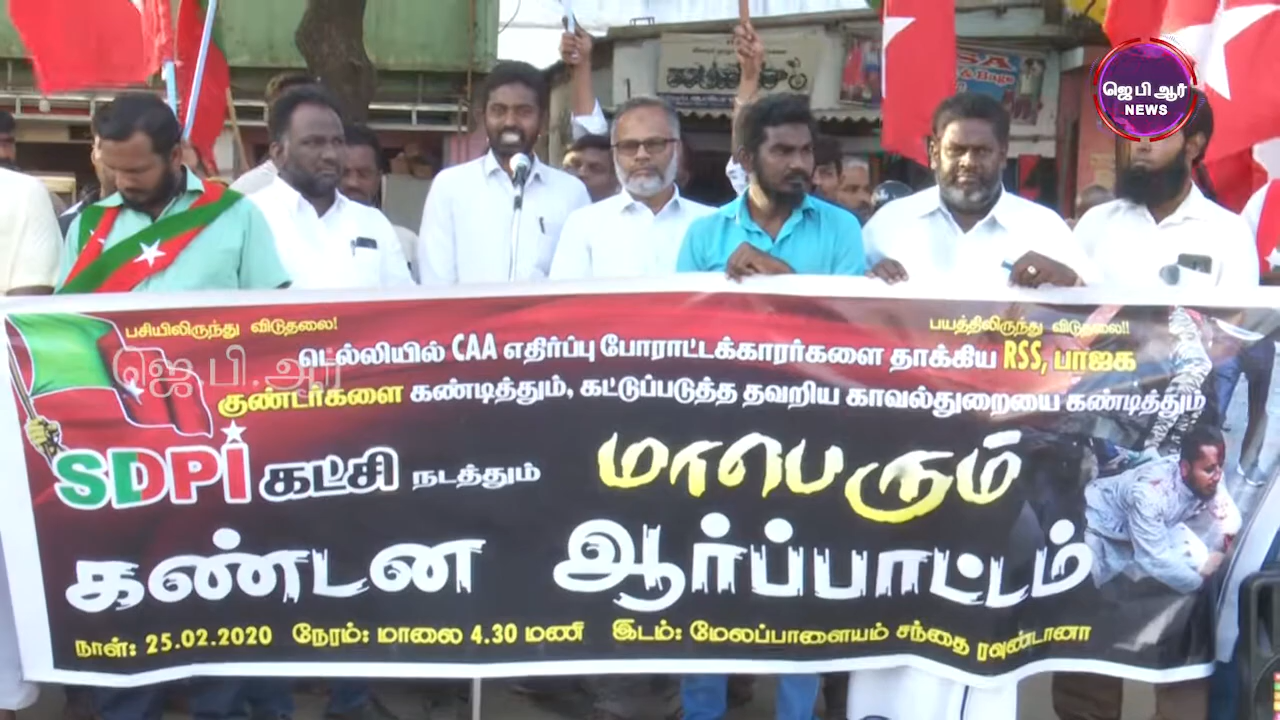 ஜெ பி ஆர்
NEWS
பசியிலிருந்து விடுதலை!
பயத்திலிருந்து விடுதலை!!
ஜெ பி.ஆர்
டெல்லியில் CAA எதிர்ப்பு போராட்டக்காரர்களை தாக்கிய RSS, பாஜக
குண்டர்களை கண்டித்தும், கட்டுப்படுத்த தவறிய காவல்துறையை கண்டித்தும்
SDPI கட்சி நடத்தும் மாபெரும்
கண்டன ஆர்ப்பாட்டம்
நாள்: 25.02.2020 நேரம்: மாலை 4.30 மணி இடம்: மேலப்பாளையம் சந்தை ரவுண்டானா